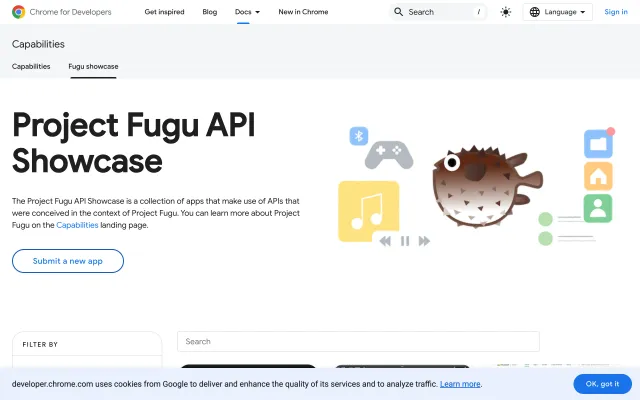 Chrome for Developers
Get inspired
Blog
Docs
New in Chrome
Search
/
Language
Sign in
Capabilities
Capabilities
Fugu showcase
Project Fugu API
Showcase
The Project Fugu API Showcase is a collection of apps that make use of APIs that
were conceived in the context of Project Fugu. You can learn more about Project
Fugu on the Capabilities landing page.
Submit a new app
FILTER BY
Search
developer.chrome.com uses cookies from Google to deliver and enhance the quality of its services and to analyze traffic. Learn more.
OK, got it